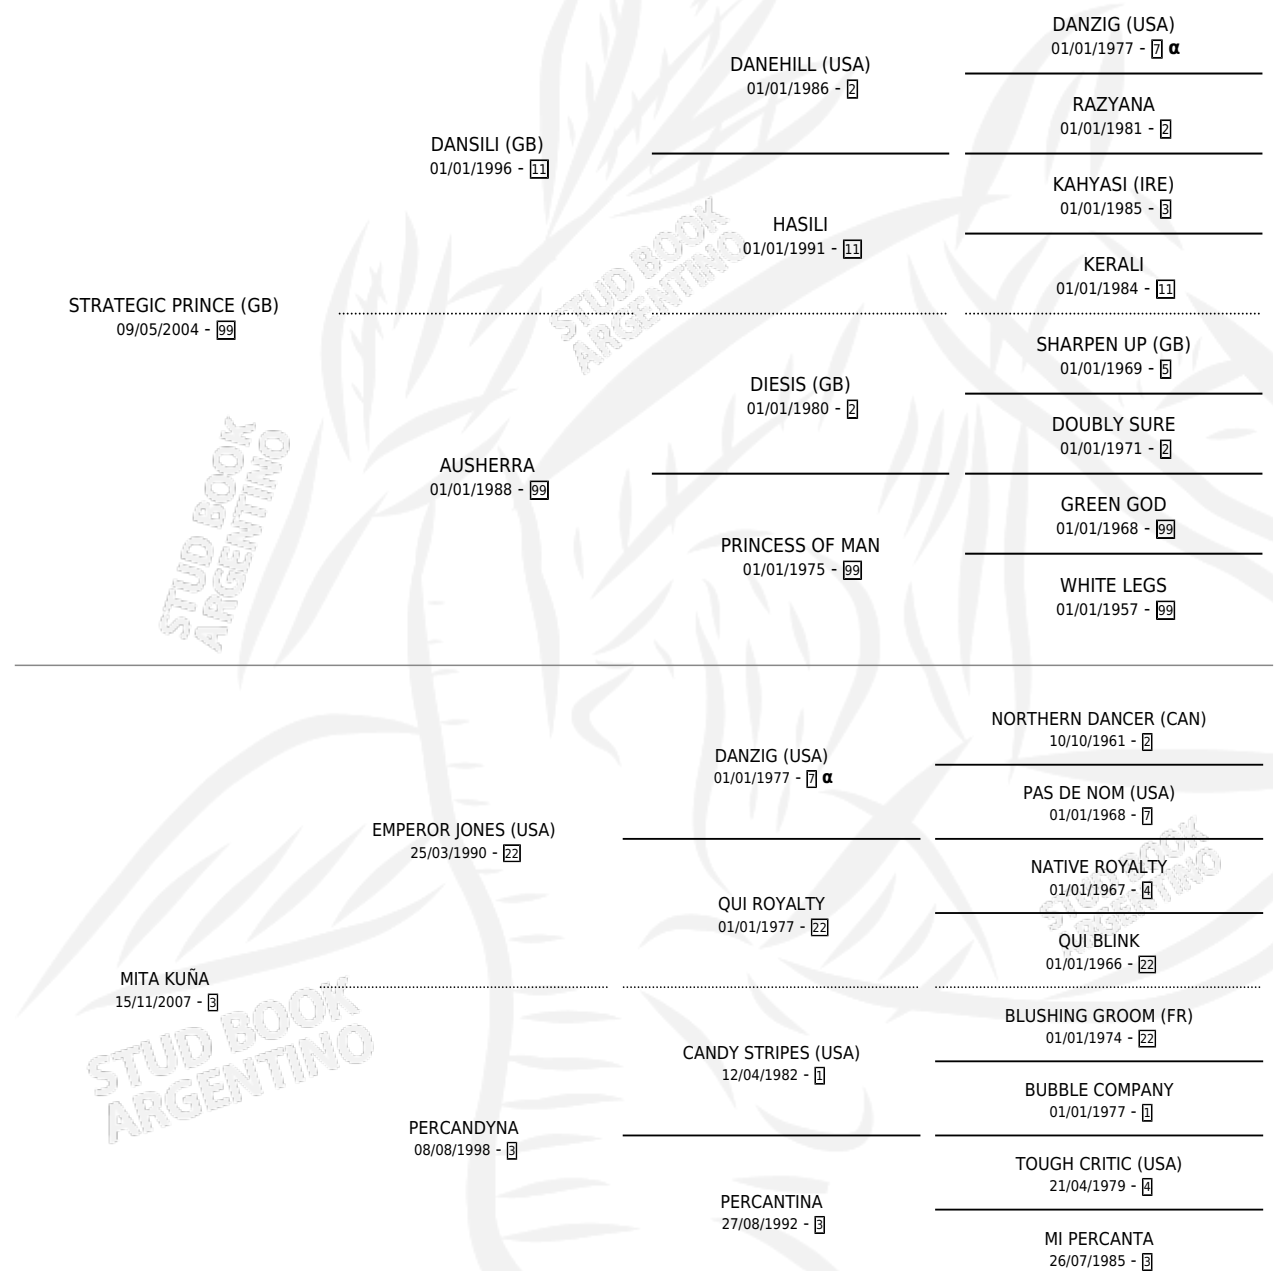 DANZIG (USA)
01/01/1977 - 7 α
DANEHILL (USA)
01/01/1986 - 2
RAZYANA
01/01/1981 - 2
DANSILI (GB)
01/01/1996 - 11
KAHYASI (IRE)
01/01/1985 - 3
HASILI
01/01/1991 - 11
KERALI
01/01/1984 - 11
STRATEGIC PRINCE (GB)
09/05/2004 - 99
SHARPEN UP (GB)
01/01/1969 - 5
DIESIS (GB)
01/01/1980 - 2
DOUBLY SURE
01/01/1971 - 2
AUSHERRA
01/01/1988 - 99
GREEN GOD
01/01/1968 - 99
PRINCESS OF MAN
01/01/1975 - 99
WHITE LEGS
01/01/1957 - 99
NORTHERN DANCER (CAN)
10/10/1961 - 2
DANZIG (USA)
01/01/1977 - 7 α
PAS DE NOM (USA)
01/01/1968 - 7
EMPEROR JONES (USA)
25/03/1990 - 22
NATIVE ROYALTY
01/01/1967 - 4
QUI ROYALTY
01/01/1977 - 22
QUI BLINK
01/01/1966 - 22
MITA KUÑA
15/11/2007 - 3
BLUSHING GROOM (FR)
01/01/1974 - 22
CANDY STRIPES (USA)
12/04/1982 - 1
BUBBLE COMPANY
01/01/1977 - 1
PERCANDYNA
08/08/1998 - 3
TOUGH CRITIC (USA)
21/04/1979 - 4
PERCANTINA
27/08/1992 - 3
MI PERCANTA
26/07/1985 - 3
STUD BOOK
ARGENTINO
STUD BOOK
ARGENTINO
STUD BOOK
ARGENTINO
STUD BOOK
ARGENTINO